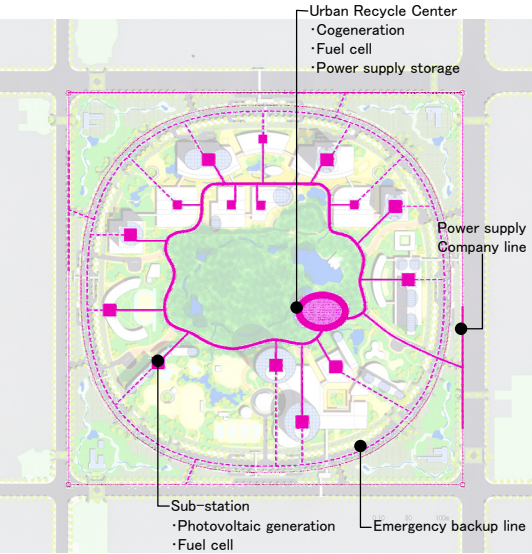 Urban Recycle Center
・Cogeneration
・Fuel cell
・Power supply storage
Power supply
Company line
Sub-station
・Photovoltaic generation
・Fuel cell
Emergency backup line